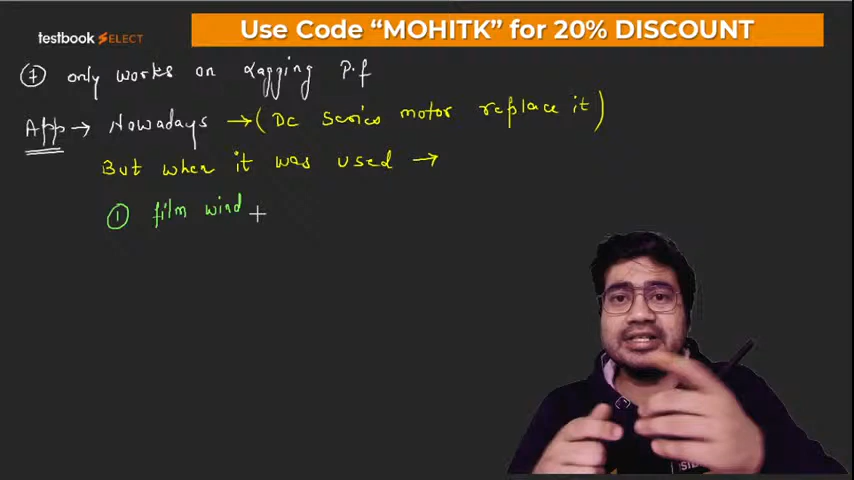 testbook SELECT
Use Code “MOHITK” for 20% DISCOUNT
7 only works on Lagging P.f
App → Nowadays → (DC Series motor replace it)
But when it was used →
1 film wind